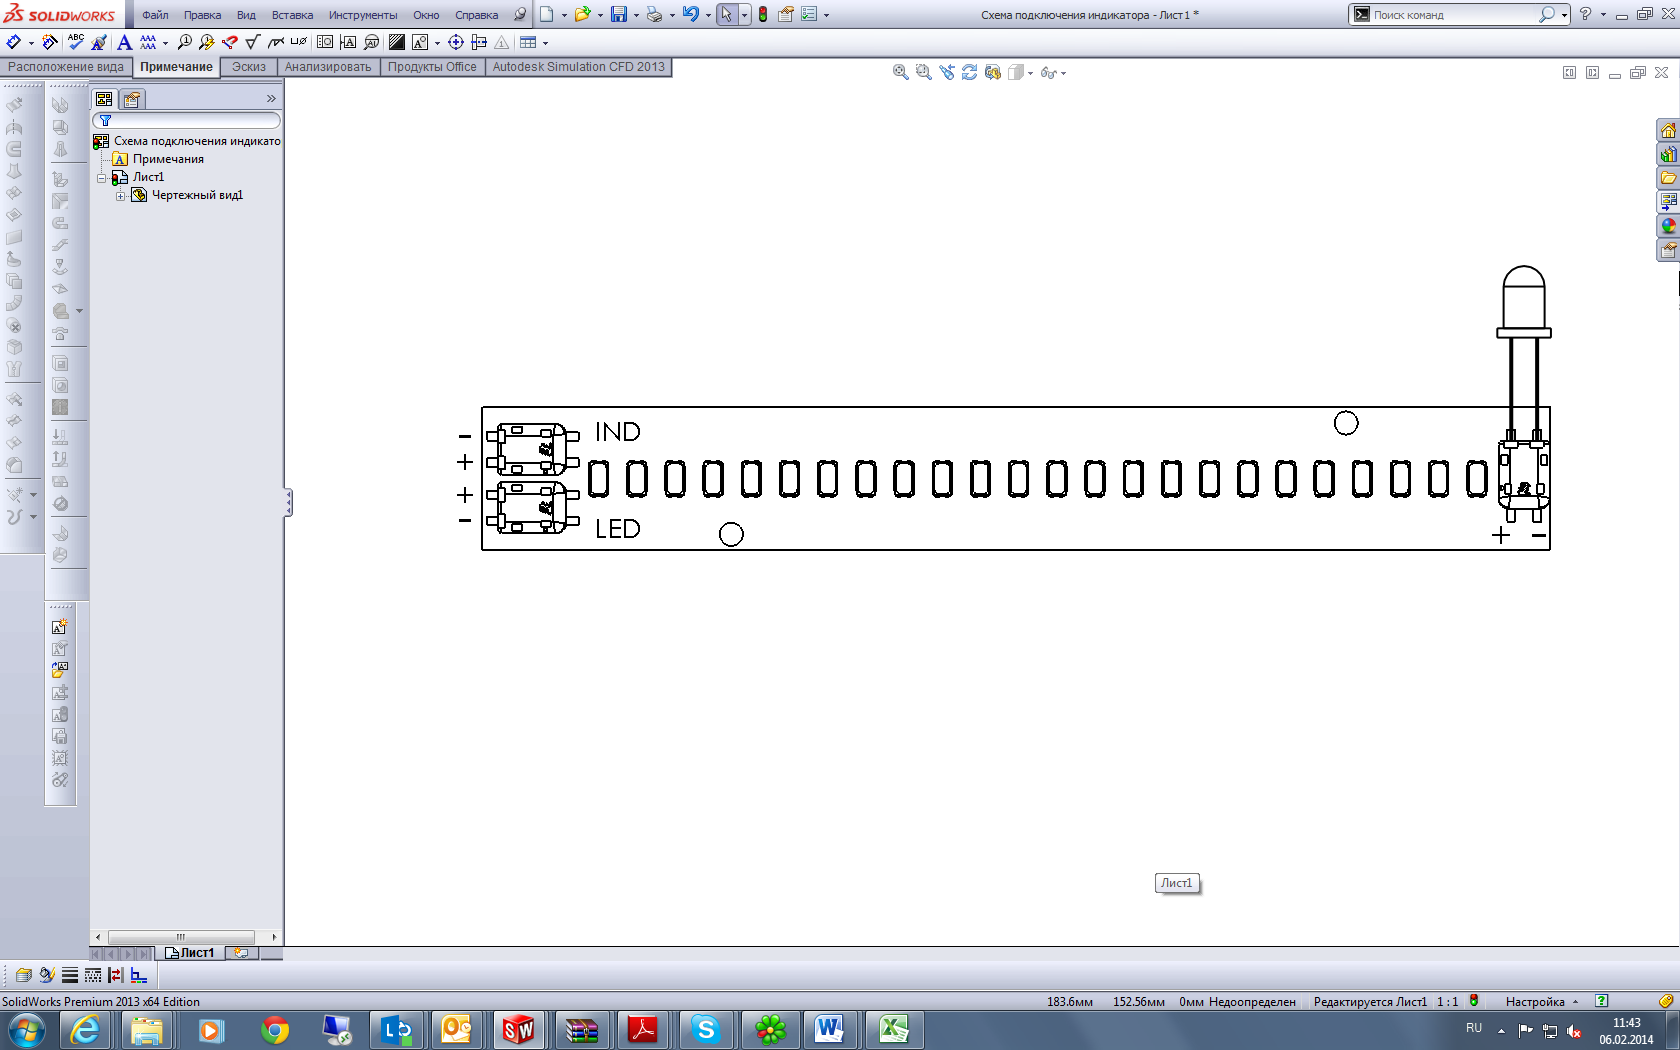 SOLIDWORKS Файл Правка Вид Вставка Инструменты Окно Справка Схема подключения индикатора - Лист1 * Поиск команд
Расположение вида Примечание Эскиз Анализировать Продукты Office Autodesk Simulation CFD 2013
Схема подключения индикато
Примечания
Лист1
Чертежный вид1
IND
−
+
+
−
LED
+ −
Лист1
Лист1
SolidWorks Premium 2013 x64 Edition 183.6мм 152.56мм 0мм Недоопределен Редактируется Лист1 1 : 1 Настройка
RU 11:43
06.02.2014